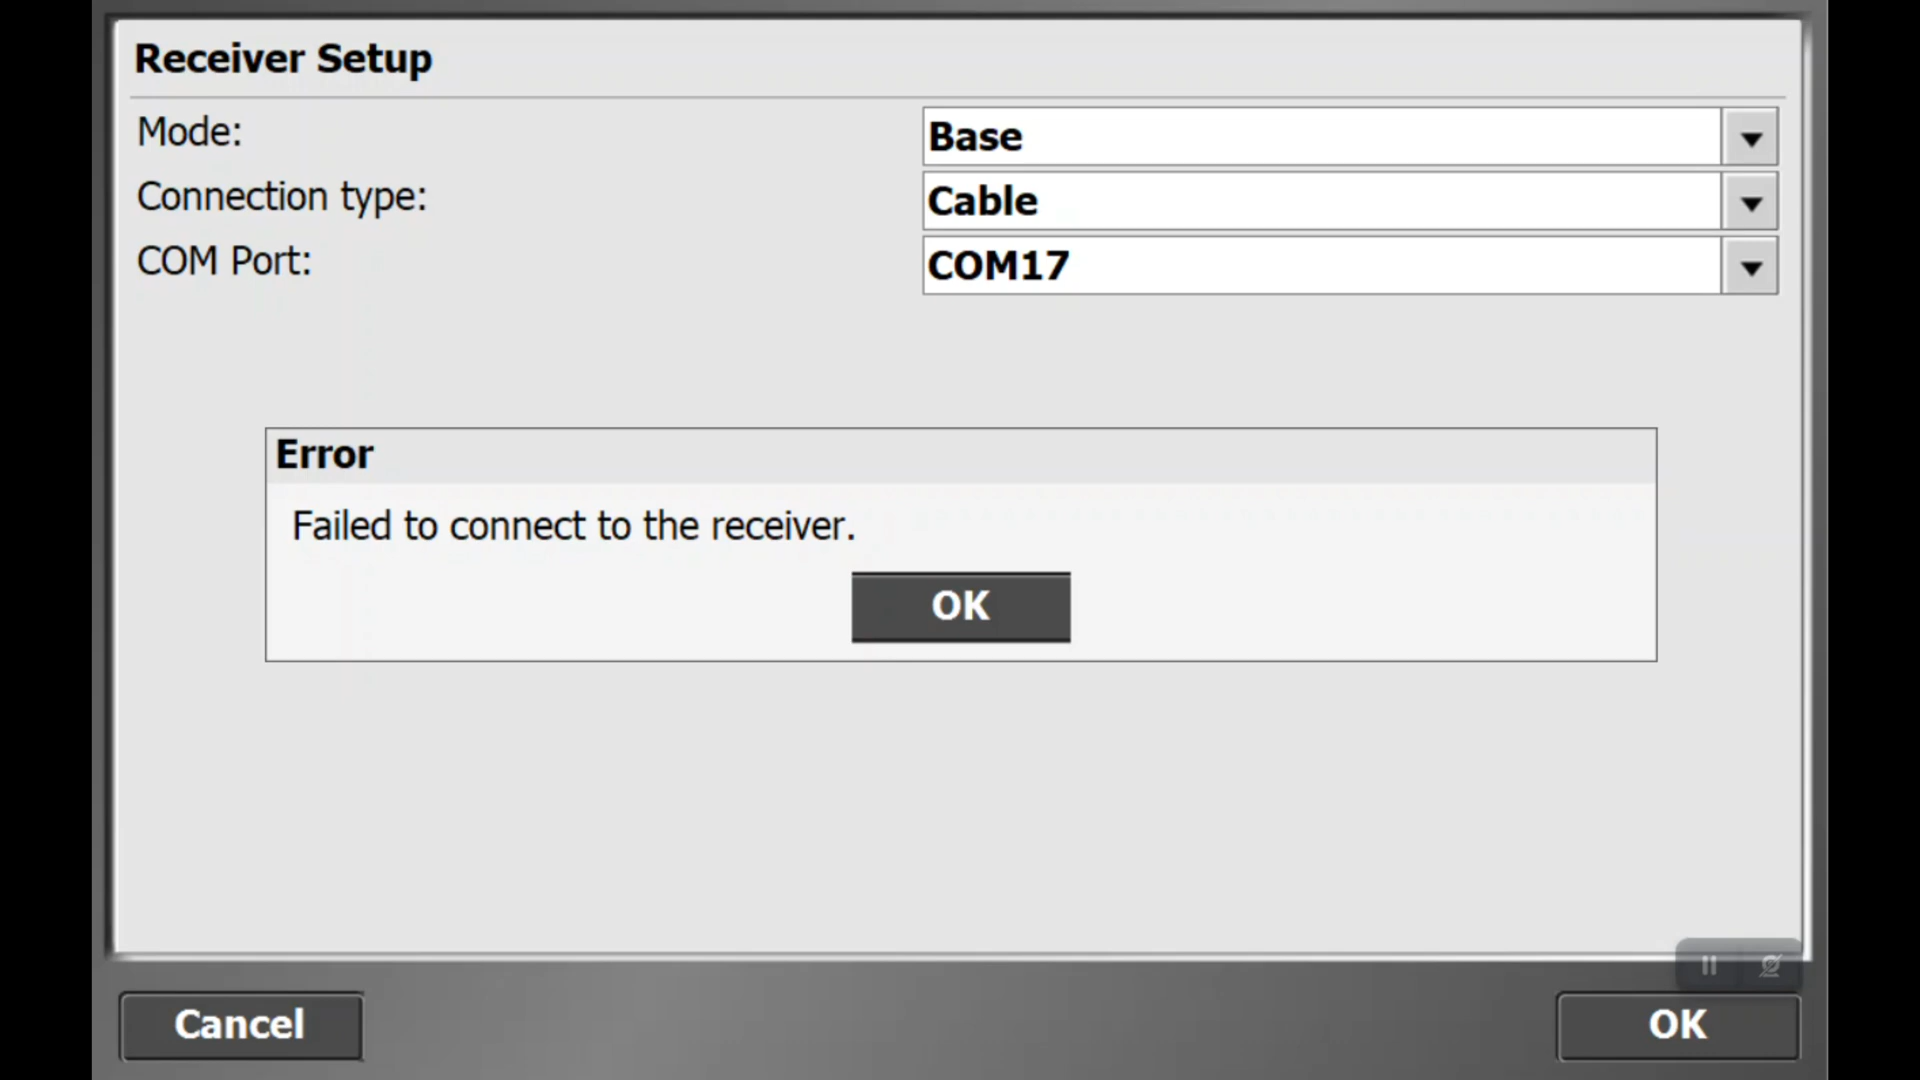 Receiver Setup
Mode: Base
Connection type: Cable
COM Port: COM17
Error
Failed to connect to the receiver.
OK
Cancel OK